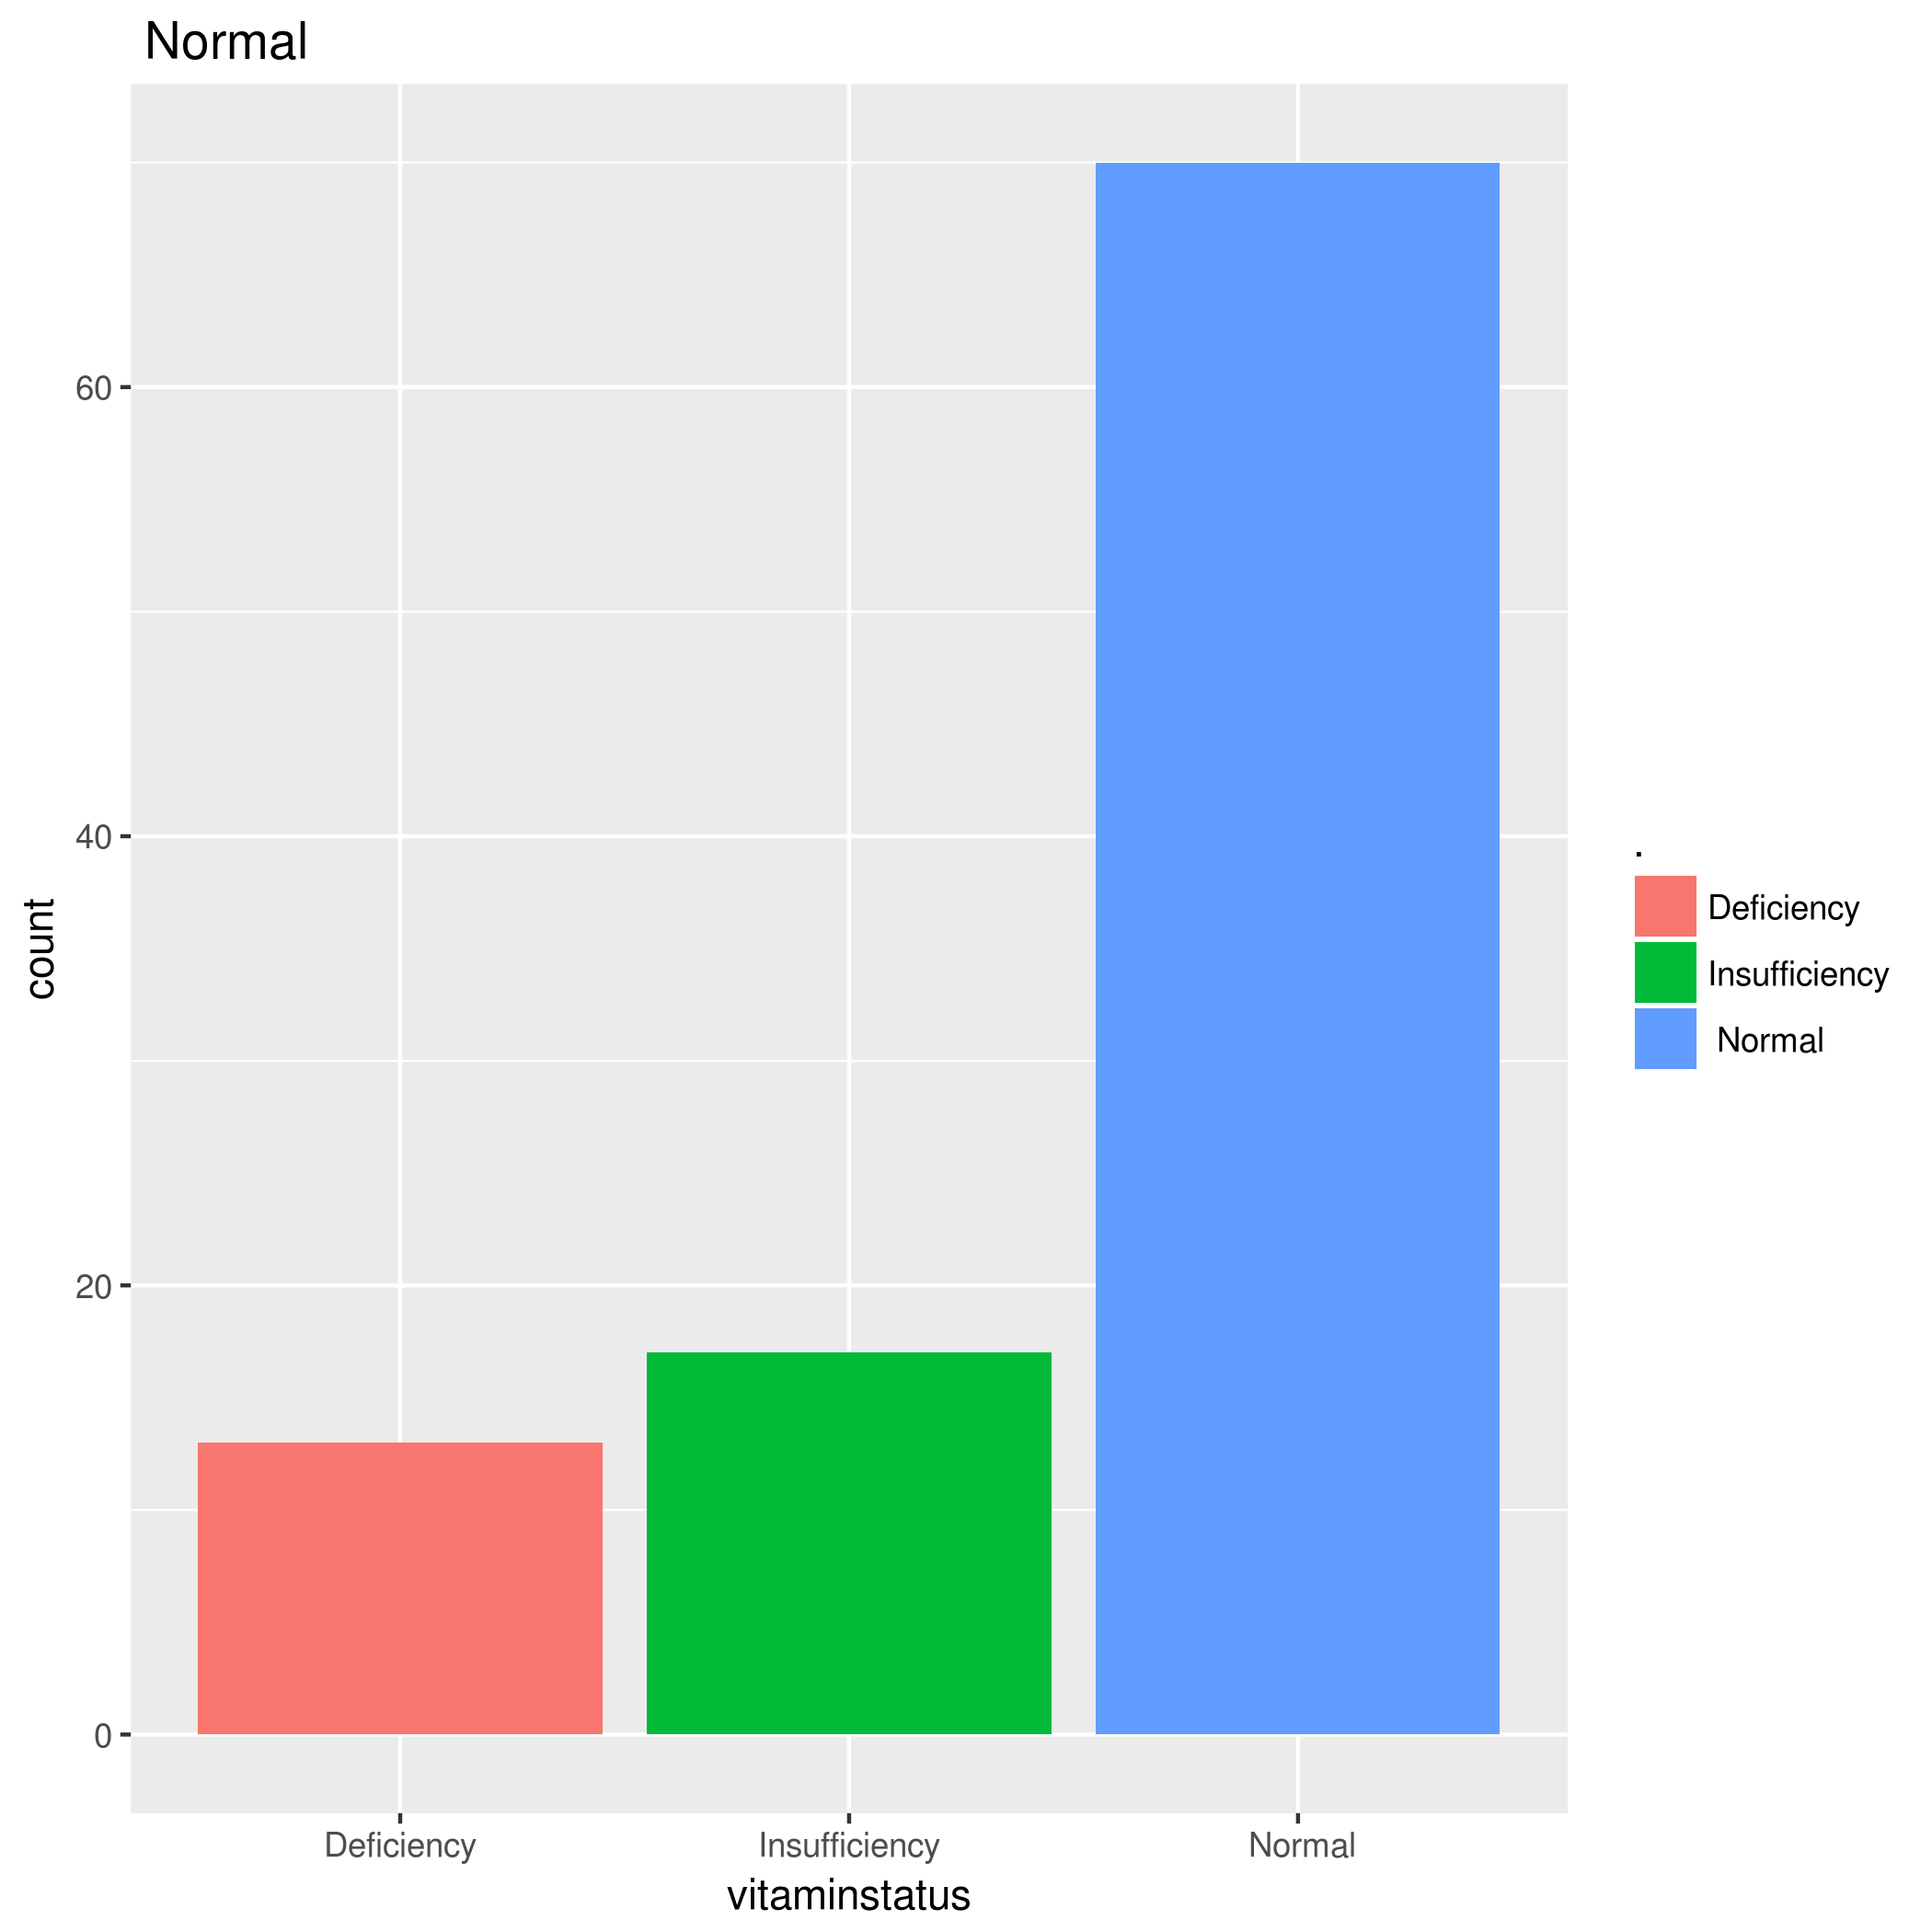 Normal
count
60
40
20
0
Deficiency
Insufficiency
Normal
vitaminstatus
.
Deficiency
Insufficiency
Normal